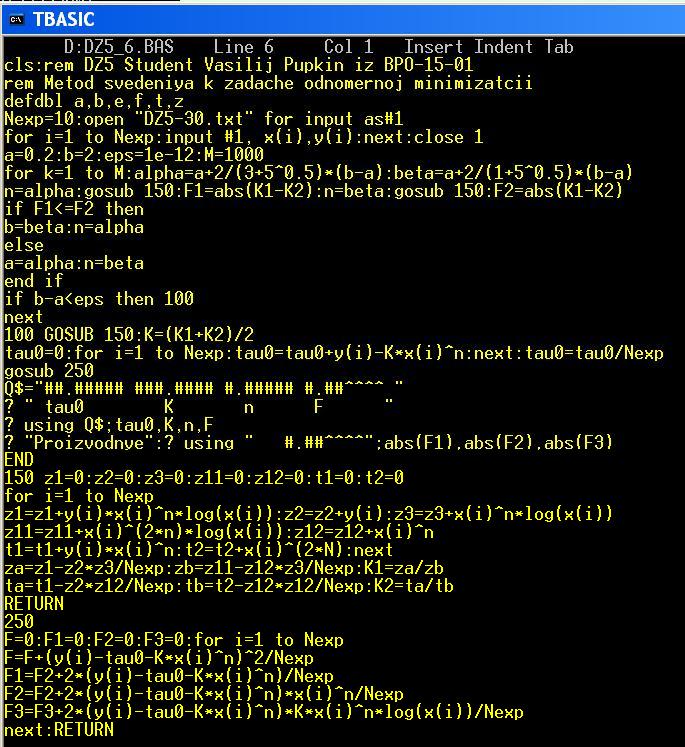 TBASIC
D:DZ5_6.BAS Line 6 Col 1 Insert Indent Tab
cls:rem DZ5 Student Vasilij Pupkin iz BPO-15-01
rem Metod svedeniya k zadache odnomernoj minimizatcii
defdbl a,b,e,f,t,z
Nexp=10:open "DZ5-30.txt" for input as#1
for i=1 to Nexp:input #1, x(i),y(i):next:close 1
a=0.2:b=2:eps=1e-12:M=1000
for k=1 to M:alpha=a+2/(3+5^0.5)*(b-a):beta=a+2/(1+5^0.5)*(b-a)
n=alpha:gosub 150:F1=abs(K1-K2):n=beta:gosub 150:F2=abs(K1-K2)
if F1<=F2 then
b=beta:n=alpha
else
a=alpha:n=beta
end if
if b-a<eps then 100
next
100 GOSUB 150:K=(K1+K2)/2
tau0=0:for i=1 to Nexp:tau0=tau0+y(i)-K*x(i)^n:next:tau0=tau0/Nexp
gosub 250
Q$="##.##### ###.#### #.##### #.##^^^^ "
? " tau0 K n F "
? using Q$;tau0,K,n,F
? "Proizvodnye":? using " #.##^^^^";abs(F1),abs(F2),abs(F3)
END
150 z1=0:z2=0:z3=0:z11=0:z12=0:t1=0:t2=0
for i=1 to Nexp
z1=z1+y(i)*x(i)^n*log(x(i)):z2=z2+y(i):z3=z3+x(i)^n*log(x(i))
z11=z11+x(i)^(2*n)*log(x(i)):z12=z12+x(i)^n
t1=t1+y(i)*x(i)^n:t2=t2+x(i)^(2*N):next
za=z1-z2*z3/Nexp:zb=z11-z12*z3/Nexp:K1=za/zb
ta=t1-z2*z12/Nexp:tb=t2-z12*z12/Nexp:K2=ta/tb
RETURN
250
F=0:F1=0:F2=0:F3=0:for i=1 to Nexp
F=F+(y(i)-tau0-K*x(i)^n)^2/Nexp
F1=F2+2*(y(i)-tau0-K*x(i)^n)/Nexp
F2=F2+2*(y(i)-tau0-K*x(i)^n)*x(i)^n/Nexp
F3=F3+2*(y(i)-tau0-K*x(i)^n)*K*x(i)^n*log(x(i))/Nexp
next:RETURN